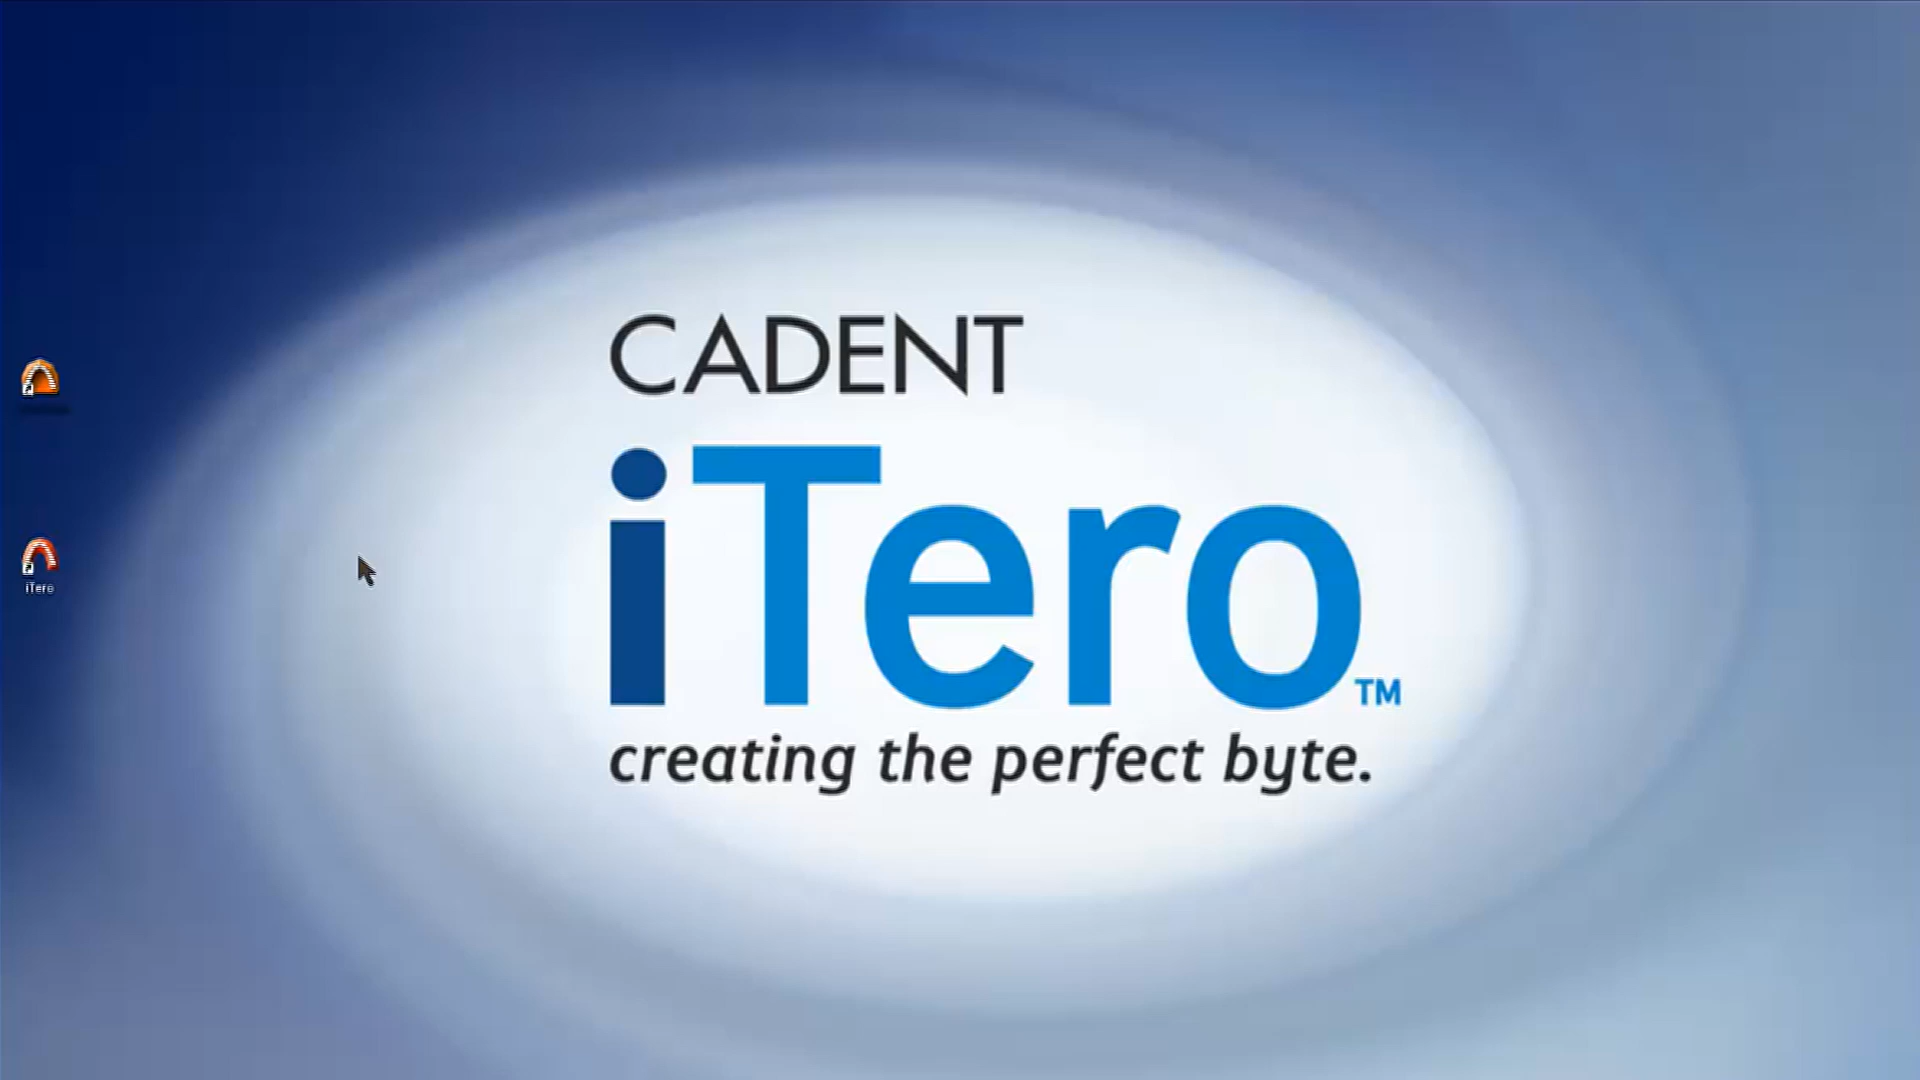 CADENT
iTero™
creating the perfect byte.
iTero